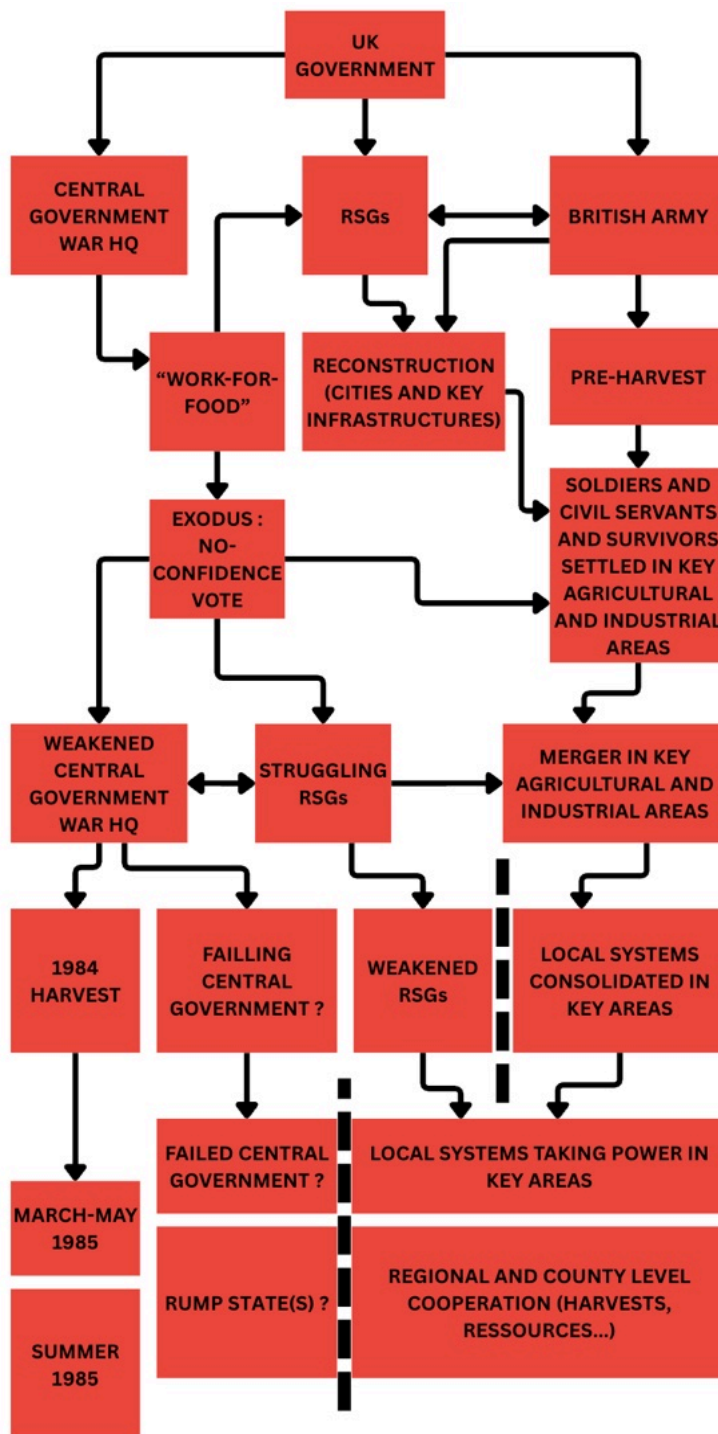 UK
GOVERNMENT
CENTRAL
GOVERNMENT
WAR HQ
RSGs
BRITISH ARMY
“WORK-FOR-
FOOD”
RECONSTRUCTION
(CITIES AND KEY
INFRASTRUCTURES)
PRE-HARVEST
EXODUS :
NO-
CONFIDENCE
VOTE
SOLDIERS AND
CIVIL SERVANTS
AND SURVIVORS
SETTLED IN KEY
AGRICULTURAL
AND INDUSTRIAL
AREAS
WEAKENED
CENTRAL
GOVERNMENT
WAR HQ
STRUGGLING
RSGs
MERGER IN KEY
AGRICULTURAL AND
INDUSTRIAL AREAS
1984
HARVEST
FAILLING
CENTRAL
GOVERNMENT ?
WEAKENED
RSGs
LOCAL SYSTEMS
CONSOLIDATED IN
KEY AREAS
FAILED CENTRAL
GOVERNMENT ?
LOCAL SYSTEMS TAKING POWER IN
KEY AREAS
MARCH-MAY
1985
RUMP STATE(S) ?
REGIONAL AND COUNTY LEVEL
COOPERATION (HARVESTS,
RESSOURCES...)
SUMMER
1985